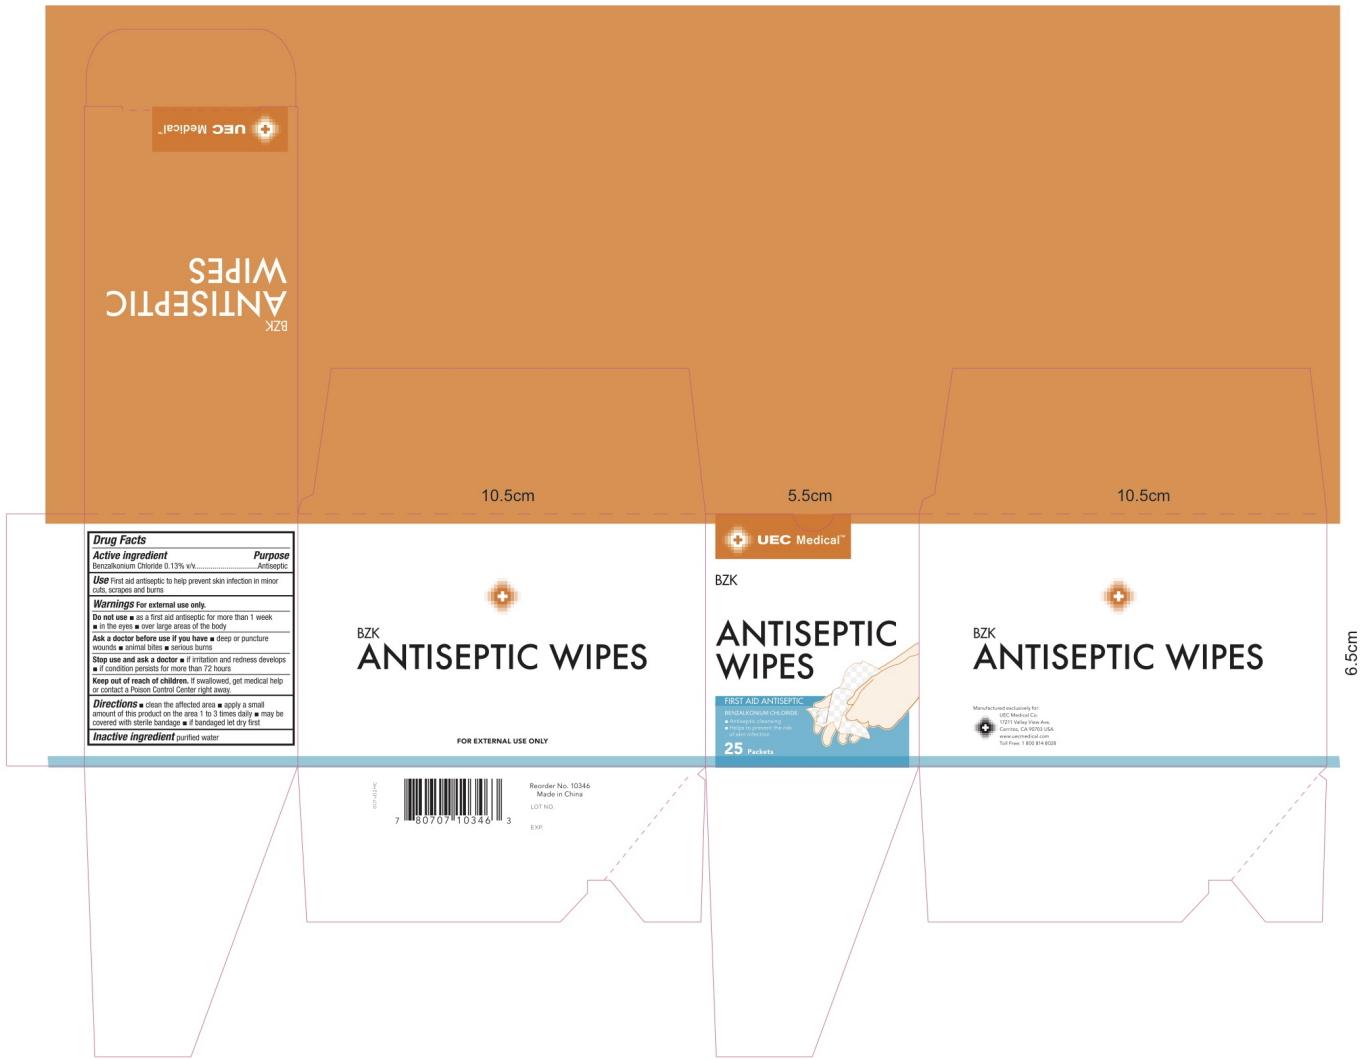 UEC Medical™
BZK
ANTISEPTIC
WIPES
10.5cm
5.5cm
10.5cm
6.5cm
Drug Facts
Active ingredient Purpose
Benzalkonium Chloride 0.13% v/v............................Antiseptic
Use First aid antiseptic to help prevent skin infection in minor
cuts, scrapes and burns
Warnings For external use only.
Do not use ■ as a first aid antiseptic for more than 1 week
■ in the eyes ■ over large areas of the body
Ask a doctor before use if you have ■ deep or puncture
wounds ■ animal bites ■ serious burns
Stop use and ask a doctor ■ if irritation and redness develops
■ if condition persists for more than 72 hours
Keep out of reach of children. If swallowed, get medical help
or contact a Poison Control Center right away.
Directions ■ clean the affected area ■ apply a small
amount of this product on the area 1 to 3 times daily ■ may be
covered with sterile bandage ■ if bandaged let dry first
Inactive ingredient purified water
BZK
ANTISEPTIC WIPES
FOR EXTERNAL USE ONLY
7 80707 10346 3
Reorder No. 10346
Made in China
LOT NO.
EXP.
UEC Medical™
BZK
ANTISEPTIC
WIPES
FIRST AID ANTISEPTIC
BENZALKONIUM CHLORIDE
■ Antiseptic cleansing
■ Helps to prevent the risk
of skin infection
25 Packets
BZK
ANTISEPTIC WIPES
Manufactured exclusively for:
UEC Medical Co.
17211 Valley View Ave.
Cerritos, CA 90703 USA
www.uecmedical.com
Toll Free: 1 800 814 8028